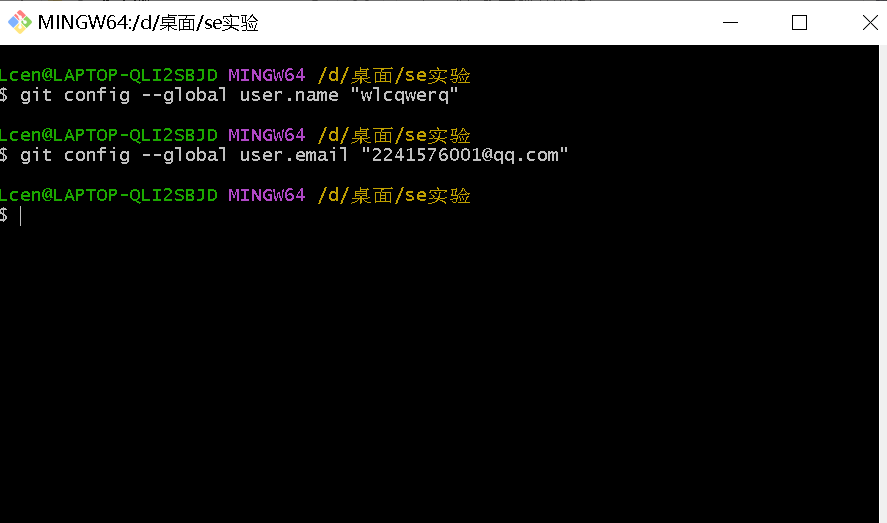 MINGW64:/d/桌面/se实验
Lcen@LAPTOP-QLI2SBJD MINGW64 /d/桌面/se实验
$ git config --global user.name "wlcqwerq"
Lcen@LAPTOP-QLI2SBJD MINGW64 /d/桌面/se实验
$ git config --global user.email "2241576001@qq.com"
Lcen@LAPTOP-QLI2SBJD MINGW64 /d/桌面/se实验
$